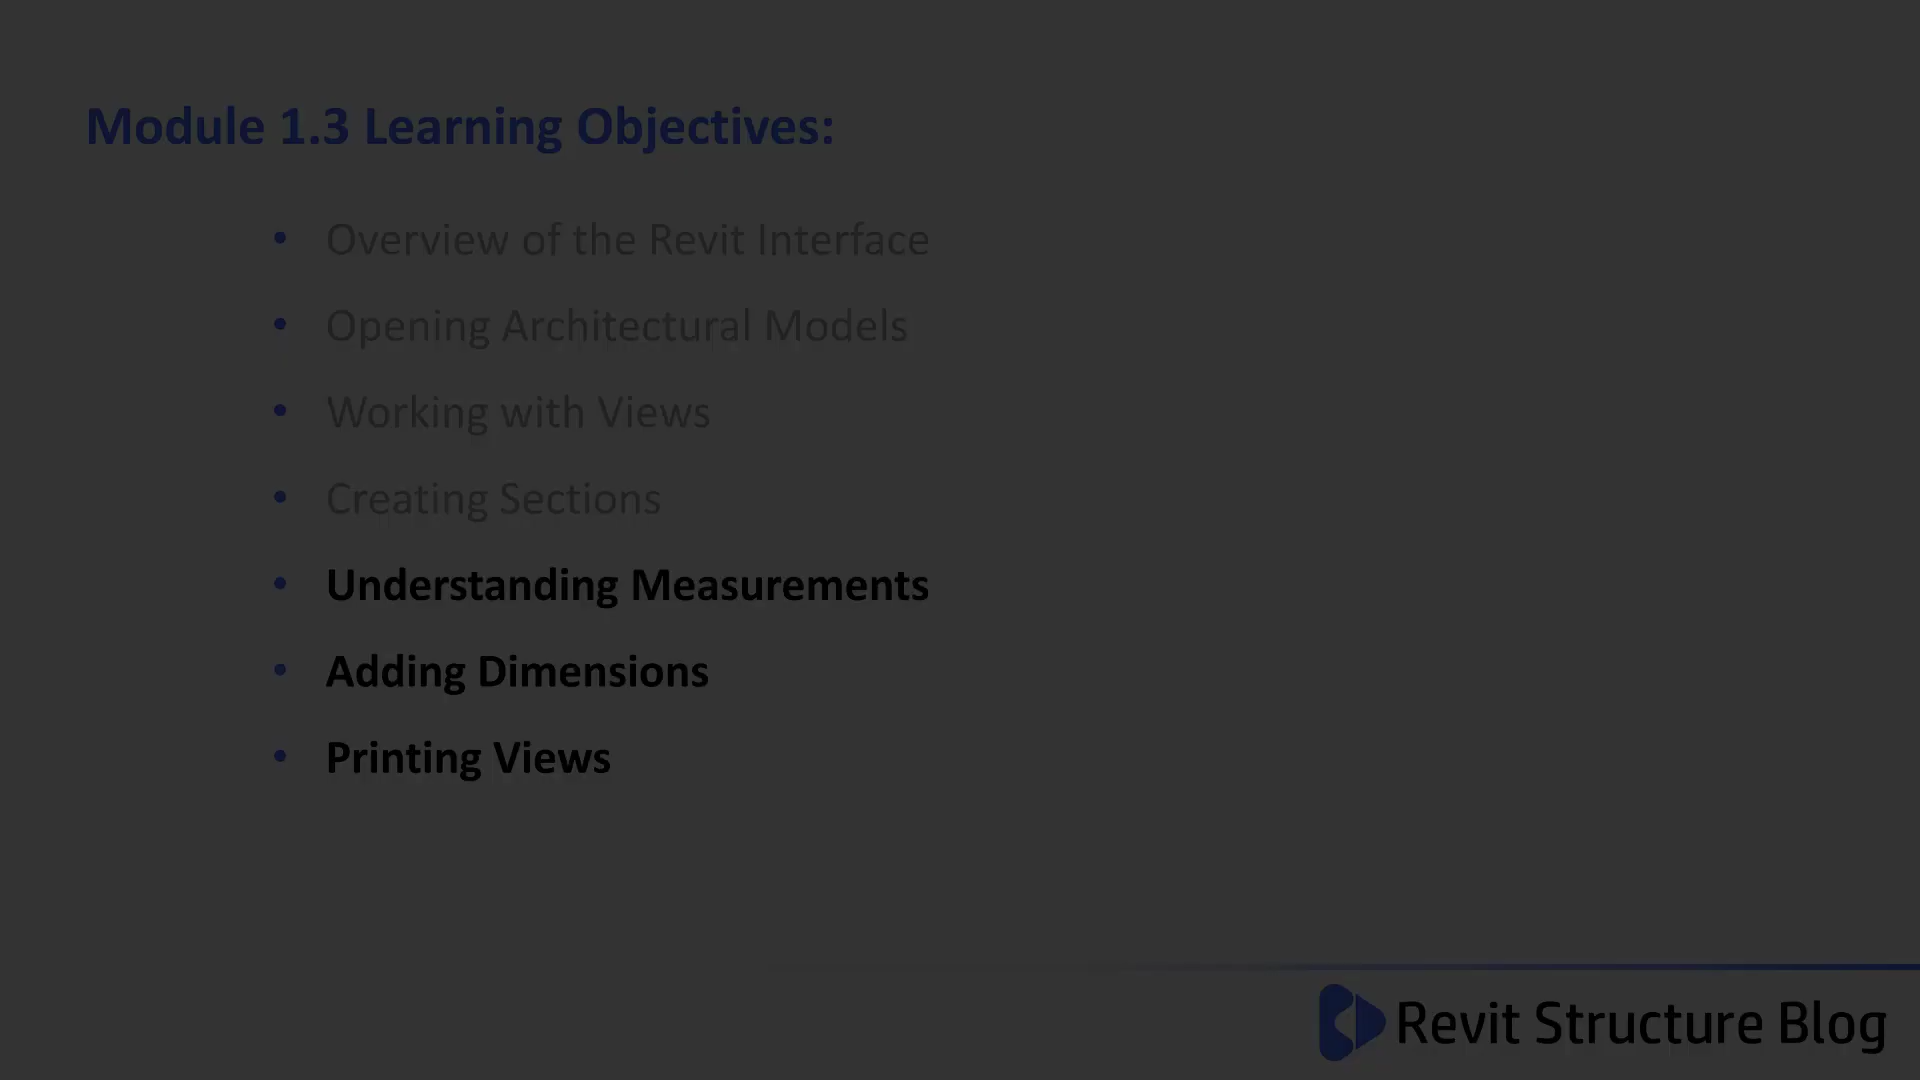 Module 1.3 Learning Objectives:
• Overview of the Revit Interface
• Opening Architectural Models
• Working with Views
• Creating Sections
• Understanding Measurements
• Adding Dimensions
• Printing Views
Revit Structure Blog